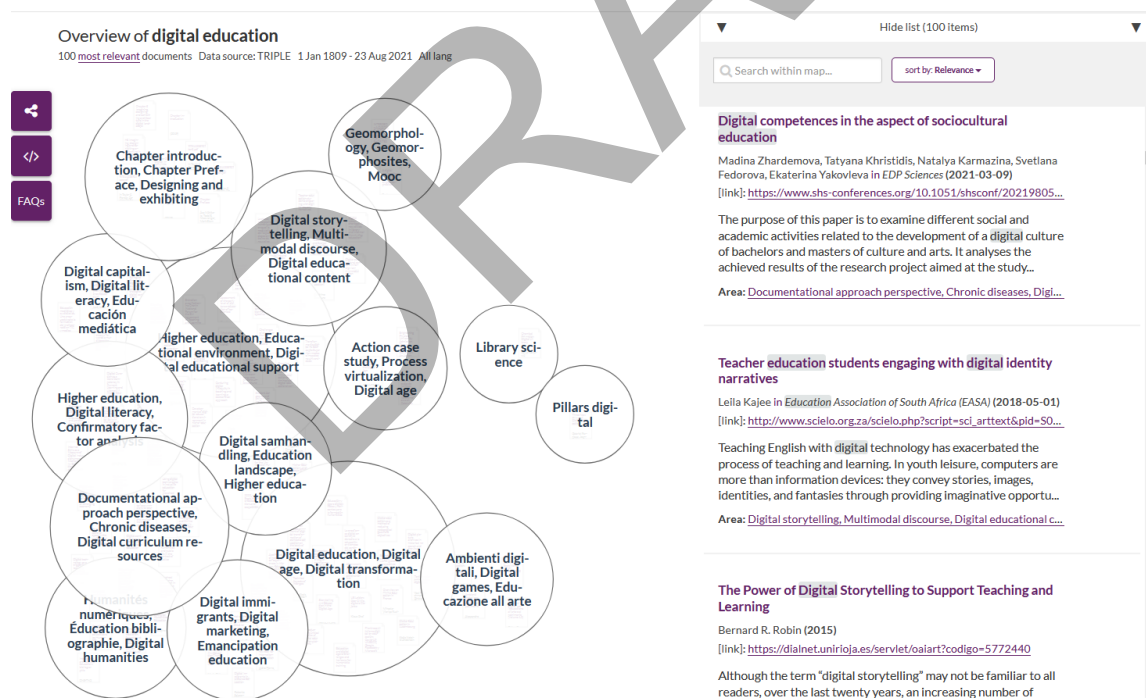 Overview of digital education
100 most relevant documents Data source: TRIPLE 1 Jan 1809 - 23 Aug 2021 All lang
</>
FAQs
Chapter introduc-
tion, Chapter Pref-
ace, Designing and
exhibiting
Geomorphol-
ogy, Geomor-
phosites,
Mooc
Digital story-
telling, Multi-
modal discourse,
Digital educa-
tional content
Digital capital-
ism, Digital lit-
eracy, Edu-
cación
mediática
Higher education, Educa-
tional environment, Digi-
tal educational support
Action case
study, Process
virtualization,
Digital age
Library sci-
ence
Pillars digi-
tal
Higher education,
Digital literacy,
Confirmatory fac-
tor analysis
Digital samhan-
dling, Education
landscape,
Higher educa-
tion
Documentational ap-
proach perspective,
Chronic diseases,
Digital curriculum re-
sources
Digital education, Digital
age, Digital transforma-
tion
Ambienti digi-
tali, Digital
games, Edu-
cazione all arte
Humanités
numériques,
Éducation bibli-
ographie, Digital
humanities
Digital immi-
grants, Digital
marketing,
Emancipation
education
Hide list (100 items)
Search within map...
sort by: Relevance
Digital competences in the aspect of sociocultural
education
Madina Zhardemova, Tatyana Khristidis, Natalya Karmazina, Svetlana
Fedorova, Ekaterina Yakovleva in EDP Sciences (2021-03-09)
[link]: https://www.shs-conferences.org/10.1051/shsconf/20219805...
The purpose of this paper is to examine different social and
academic activities related to the development of a digital culture
of bachelors and masters of culture and arts. It analyses the
achieved results of the research project aimed at the study...
Area: Documentational approach perspective, Chronic diseases, Digi...
Teacher education students engaging with digital identity
narratives
Leila Kajee in Education Association of South Africa (EASA) (2018-05-01)
[link]: http://www.scielo.org.za/scielo.php?script=sci_arttext&pid=S0...
Teaching English with digital technology has exacerbated the
process of teaching and learning. In youth leisure, computers are
more than information devices: they convey stories, images,
identities, and fantasies through providing imaginative opportu...
Area: Digital storytelling, Multimodal discourse, Digital educational c...
The Power of Digital Storytelling to Support Teaching and
Learning
Bernard R. Robin (2015)
[link]: https://dialnet.unirioja.es/servlet/oaiart?codigo=5772440
Although the term “digital storytelling” may not be familiar to all
readers, over the last twenty years, an increasing number of